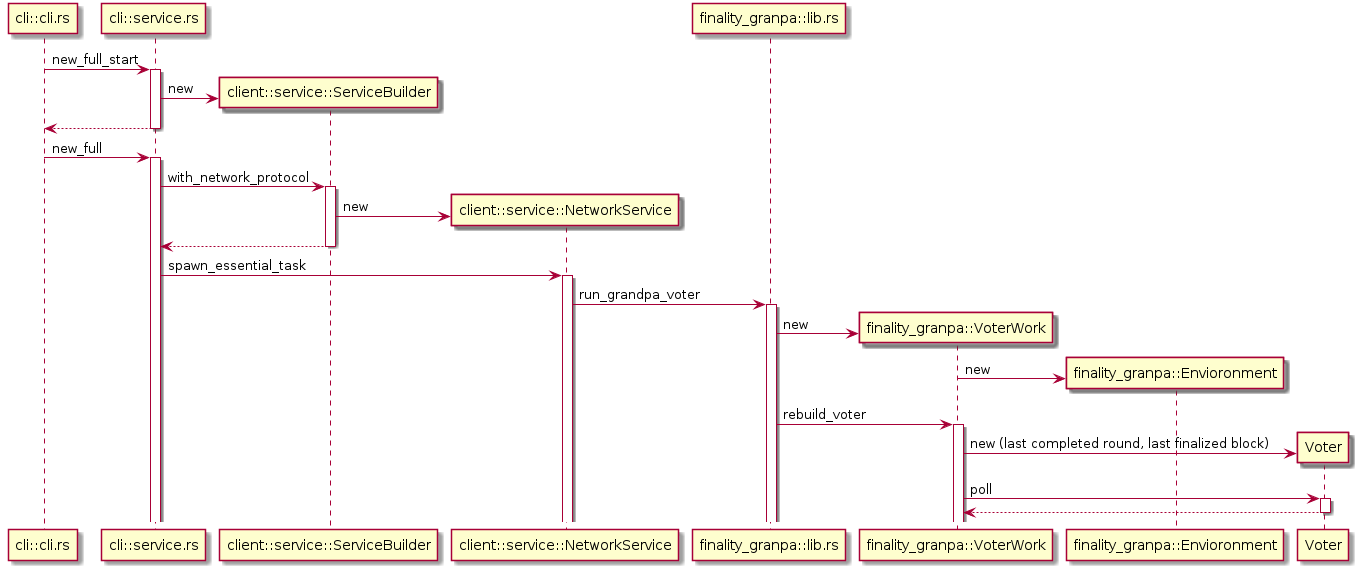 cli::cli.rs
cli::service.rs
finality_granpa::lib.rs
new_full_start
new
client::service::ServiceBuilder
new_full
with_network_protocol
new
client::service::NetworkService
spawn_essential_task
run_grandpa_voter
new
finality_granpa::VoterWork
new
finality_granpa::Envioronment
rebuild_voter
new (last completed round, last finalized block)
Voter
poll
cli::cli.rs
cli::service.rs
client::service::ServiceBuilder
client::service::NetworkService
finality_granpa::lib.rs
finality_granpa::VoterWork
finality_granpa::Envioronment
Voter